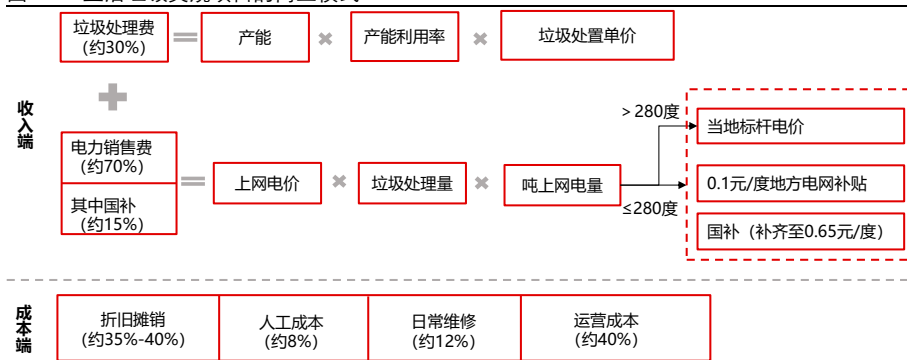 垃圾处理费
(约30%)
产能
产能利用率
垃圾处置单价
收入端
电力销售费
(约70%)
其中国补
(约15%)
上网电价
垃圾处理量
吨上网电量
＞280度
≤280度
当地标杆电价
0.1元/度地方电网补贴
国补（补齐至0.65元/度）
成本端
折旧摊销
(约35%-40%)
人工成本
(约8%)
日常维修
(约12%)
运营成本
(约40%)